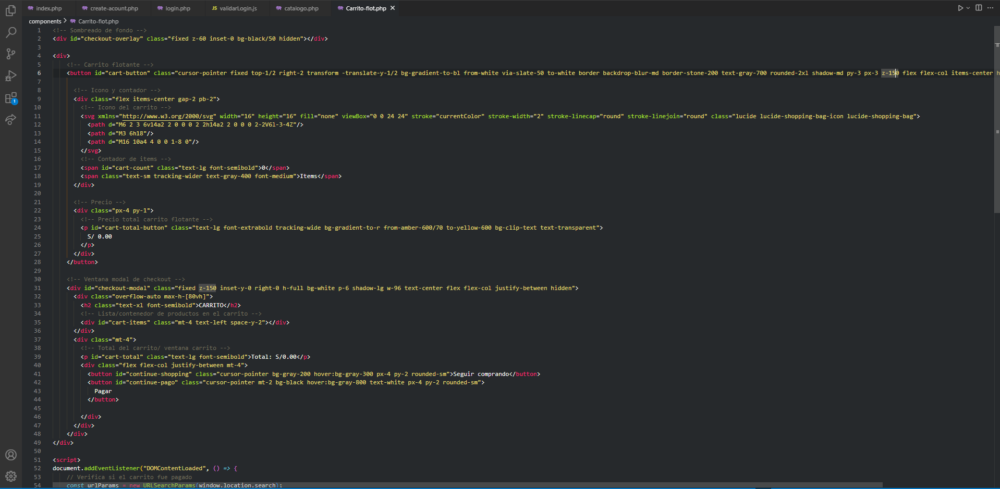 index.php create-acount.php login.php JS validarLogin.js catalogo.php Carrito-flot.php
components > Carrito-flot.php
1 <!-- Sombreado de fondo -->
2 <div id="checkout-overlay" class="fixed z-60 inset-0 bg-black/50 hidden"></div>
3
4 <div>
5 <!-- Carrito flotante -->
6 <button id="cart-button" class="cursor-pointer fixed top-1/2 right-2 transform -translate-y-1/2 bg-gradient-to-bl from-white via-slate-50 to-white border backdrop-blur-md border-stone-200 text-gray-700 rounded-2xl shadow-md py-3 px-3 z-150 flex flex-col items-center h
7
8 <!-- Icono y contador -->
9 <div class="flex items-center gap-2 pb-2">
10 <!-- Icono del carrito -->
11 <svg xmlns="http://www.w3.org/2000/svg" width="16" height="16" fill="none" viewBox="0 0 24 24" stroke="currentColor" stroke-width="2" stroke-linecap="round" stroke-linejoin="round" class="lucide lucide-shopping-bag-icon lucide-shopping-bag">
12 <path d="M6 2 3 6v14a2 2 0 0 0 2 2h14a2 2 0 0 0 2-2V6l-3-4Z"/>
13 <path d="M3 6h18"/>
14 <path d="M16 10a4 4 0 0 1-8 0"/>
15 </svg>
16 <!-- Contador de items -->
17 <span id="cart-count" class="text-lg font-semibold">0</span>
18 <span class="text-sm tracking-wider text-gray-400 font-medium">Items</span>
19 </div>
20
21 <!-- Precio -->
22 <div class="px-4 py-1">
23 <!-- Precio total carrito flotante -->
24 <p id="cart-total-button" class="text-lg font-extrabold tracking-wide bg-gradient-to-r from-amber-600/70 to-yellow-600 bg-clip-text text-transparent">
25 S/ 0.00
26 </p>
27 </div>
28 </button>
29
30 <!-- Ventana modal de checkout -->
31 <div id="checkout-modal" class="fixed z-150 inset-y-0 right-0 h-full bg-white p-6 shadow-lg w-96 text-center flex flex-col justify-between hidden">
32 <div class="overflow-auto max-h-[80vh]">
33 <h2 class="text-xl font-semibold">CARRITO</h2>
34 <!-- Lista/contenedor de productos en el carrito -->
35 <div id="cart-items" class="mt-4 text-left space-y-2"></div>
36 </div>
37 <div class="mt-4">
38 <!-- Total del carrito/ ventana carrito -->
39 <p id="cart-total" class="text-lg font-semibold">Total: S/0.00</p>
40 <div class="flex flex-col justify-between mt-4">
41 <button id="continue-shopping" class="cursor-pointer bg-gray-200 hover:bg-gray-300 px-4 py-2 rounded-sm">Seguir comprando</button>
42 <button id="continue-pago" class="cursor-pointer mt-2 bg-black hover:bg-gray-800 text-white px-4 py-2 rounded-sm">
43 Pagar
44 </button>
45
46 </div>
47 </div>
48 </div>
49 </div>
50
51 <script>
52 document.addEventListener("DOMContentLoaded", () => {
53 // Verifica si el carrito fue pagado
54 const urlParams = new URLSearchParams(window.location.search);
1